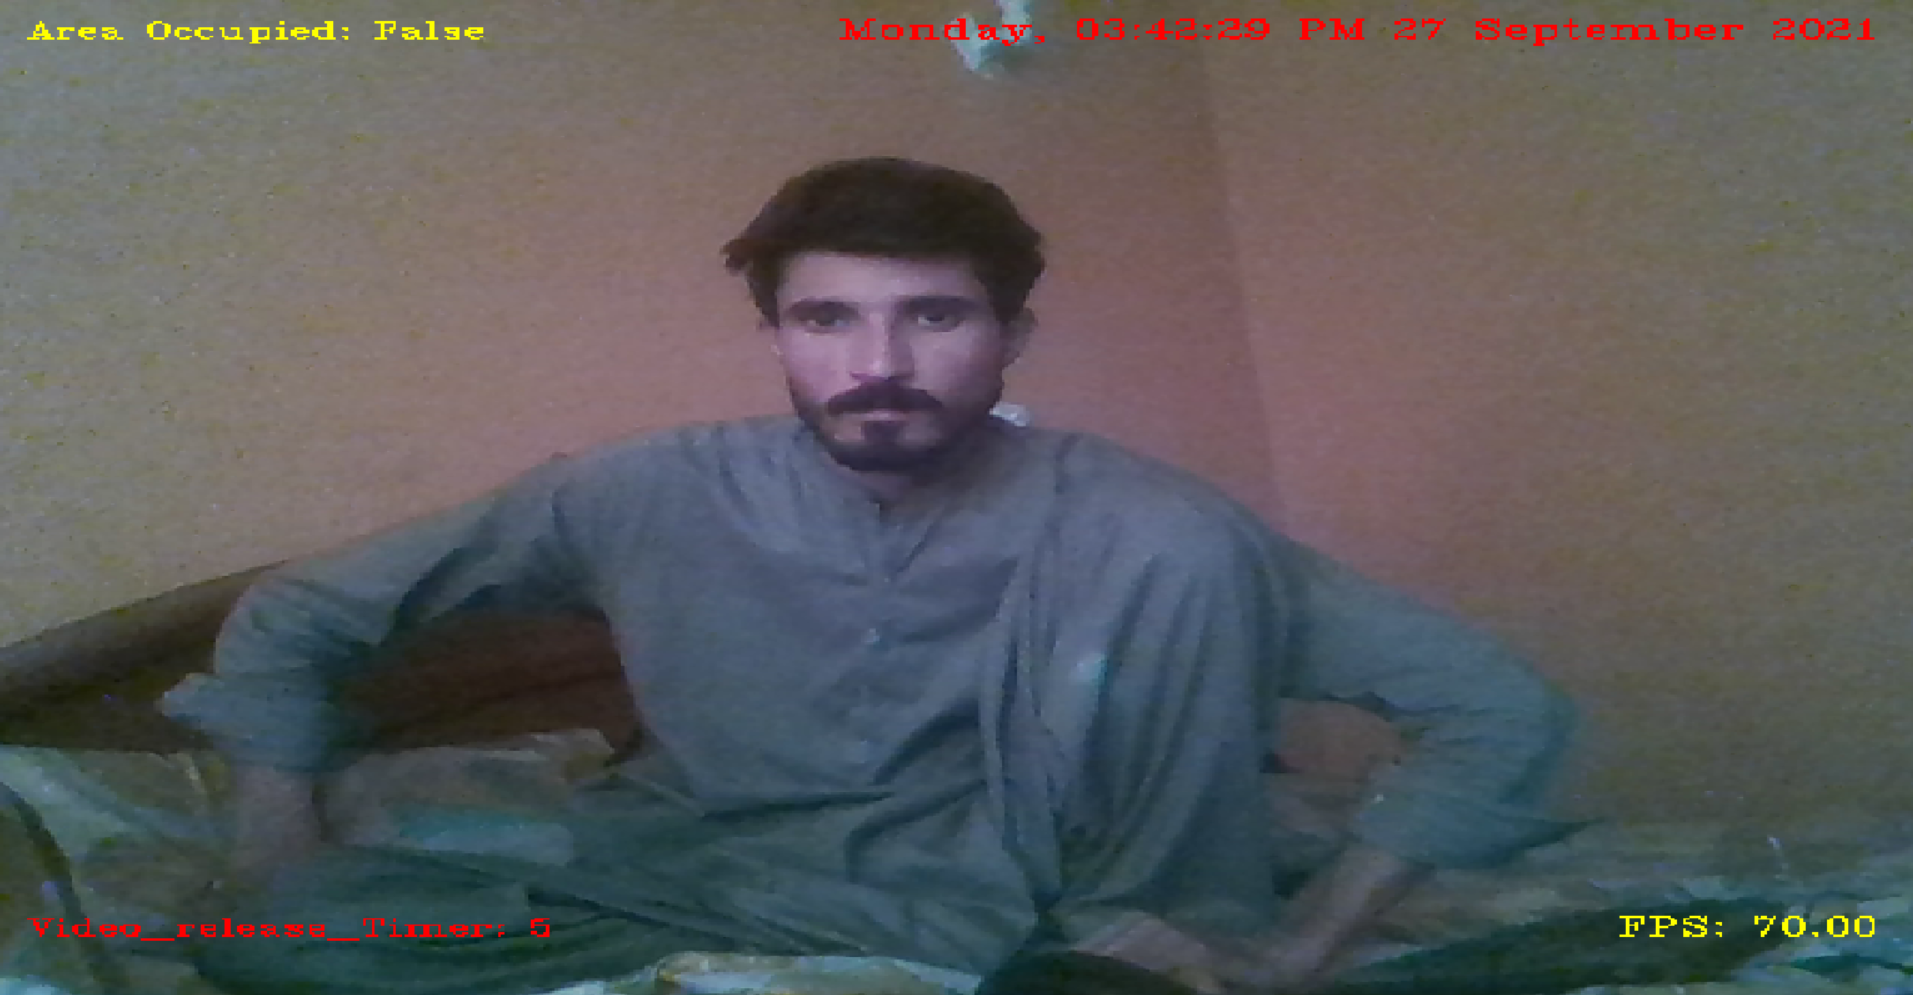 Area Occupied: False
Monday, 03:42:29 PM 27 September 2021
Video_release_Timer: 5
FPS: 70.00